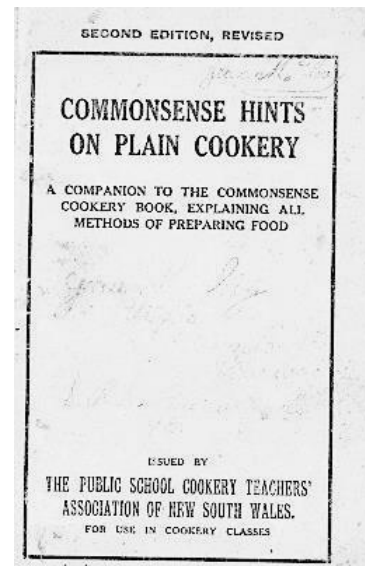 SECOND EDITION, REVISED
COMMONSENSE HINTS
ON PLAIN COOKERY
A COMPANION TO THE COMMONSENSE
COOKERY BOOK, EXPLAINING ALL
METHODS OF PREPARING FOOD
ISSUED BY
THE PUBLIC SCHOOL COOKERY TEACHERS'
ASSOCIATION OF NEW SOUTH WALES.
FOR USE IN COOKERY CLASSES